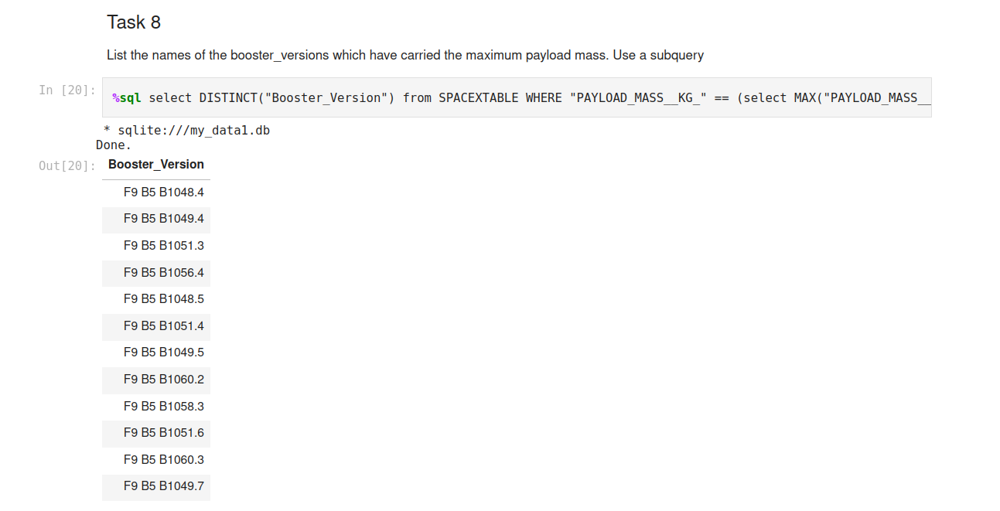 Task 8
List the names of the booster_versions which have carried the maximum payload mass. Use a subquery
In [20]: %sql select DISTINCT("Booster_Version") from SPACEXTABLE WHERE "PAYLOAD_MASS__KG_" == (select MAX("PAYLOAD_MASS__
* sqlite:///my_data1.db
Done.
Out[20]: Booster_Version
F9 B5 B1048.4
F9 B5 B1049.4
F9 B5 B1051.3
F9 B5 B1056.4
F9 B5 B1048.5
F9 B5 B1051.4
F9 B5 B1049.5
F9 B5 B1060.2
F9 B5 B1058.3
F9 B5 B1051.6
F9 B5 B1060.3
F9 B5 B1049.7